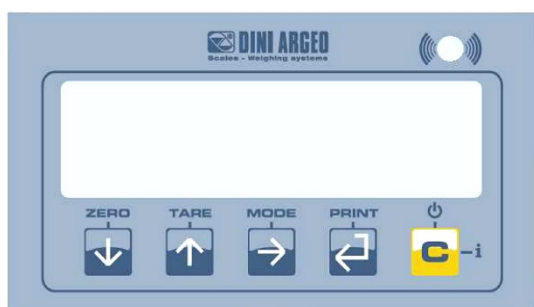 DINI ARGEO
Scales - Weighing systems
ZERO TARE MODE PRINT
C i